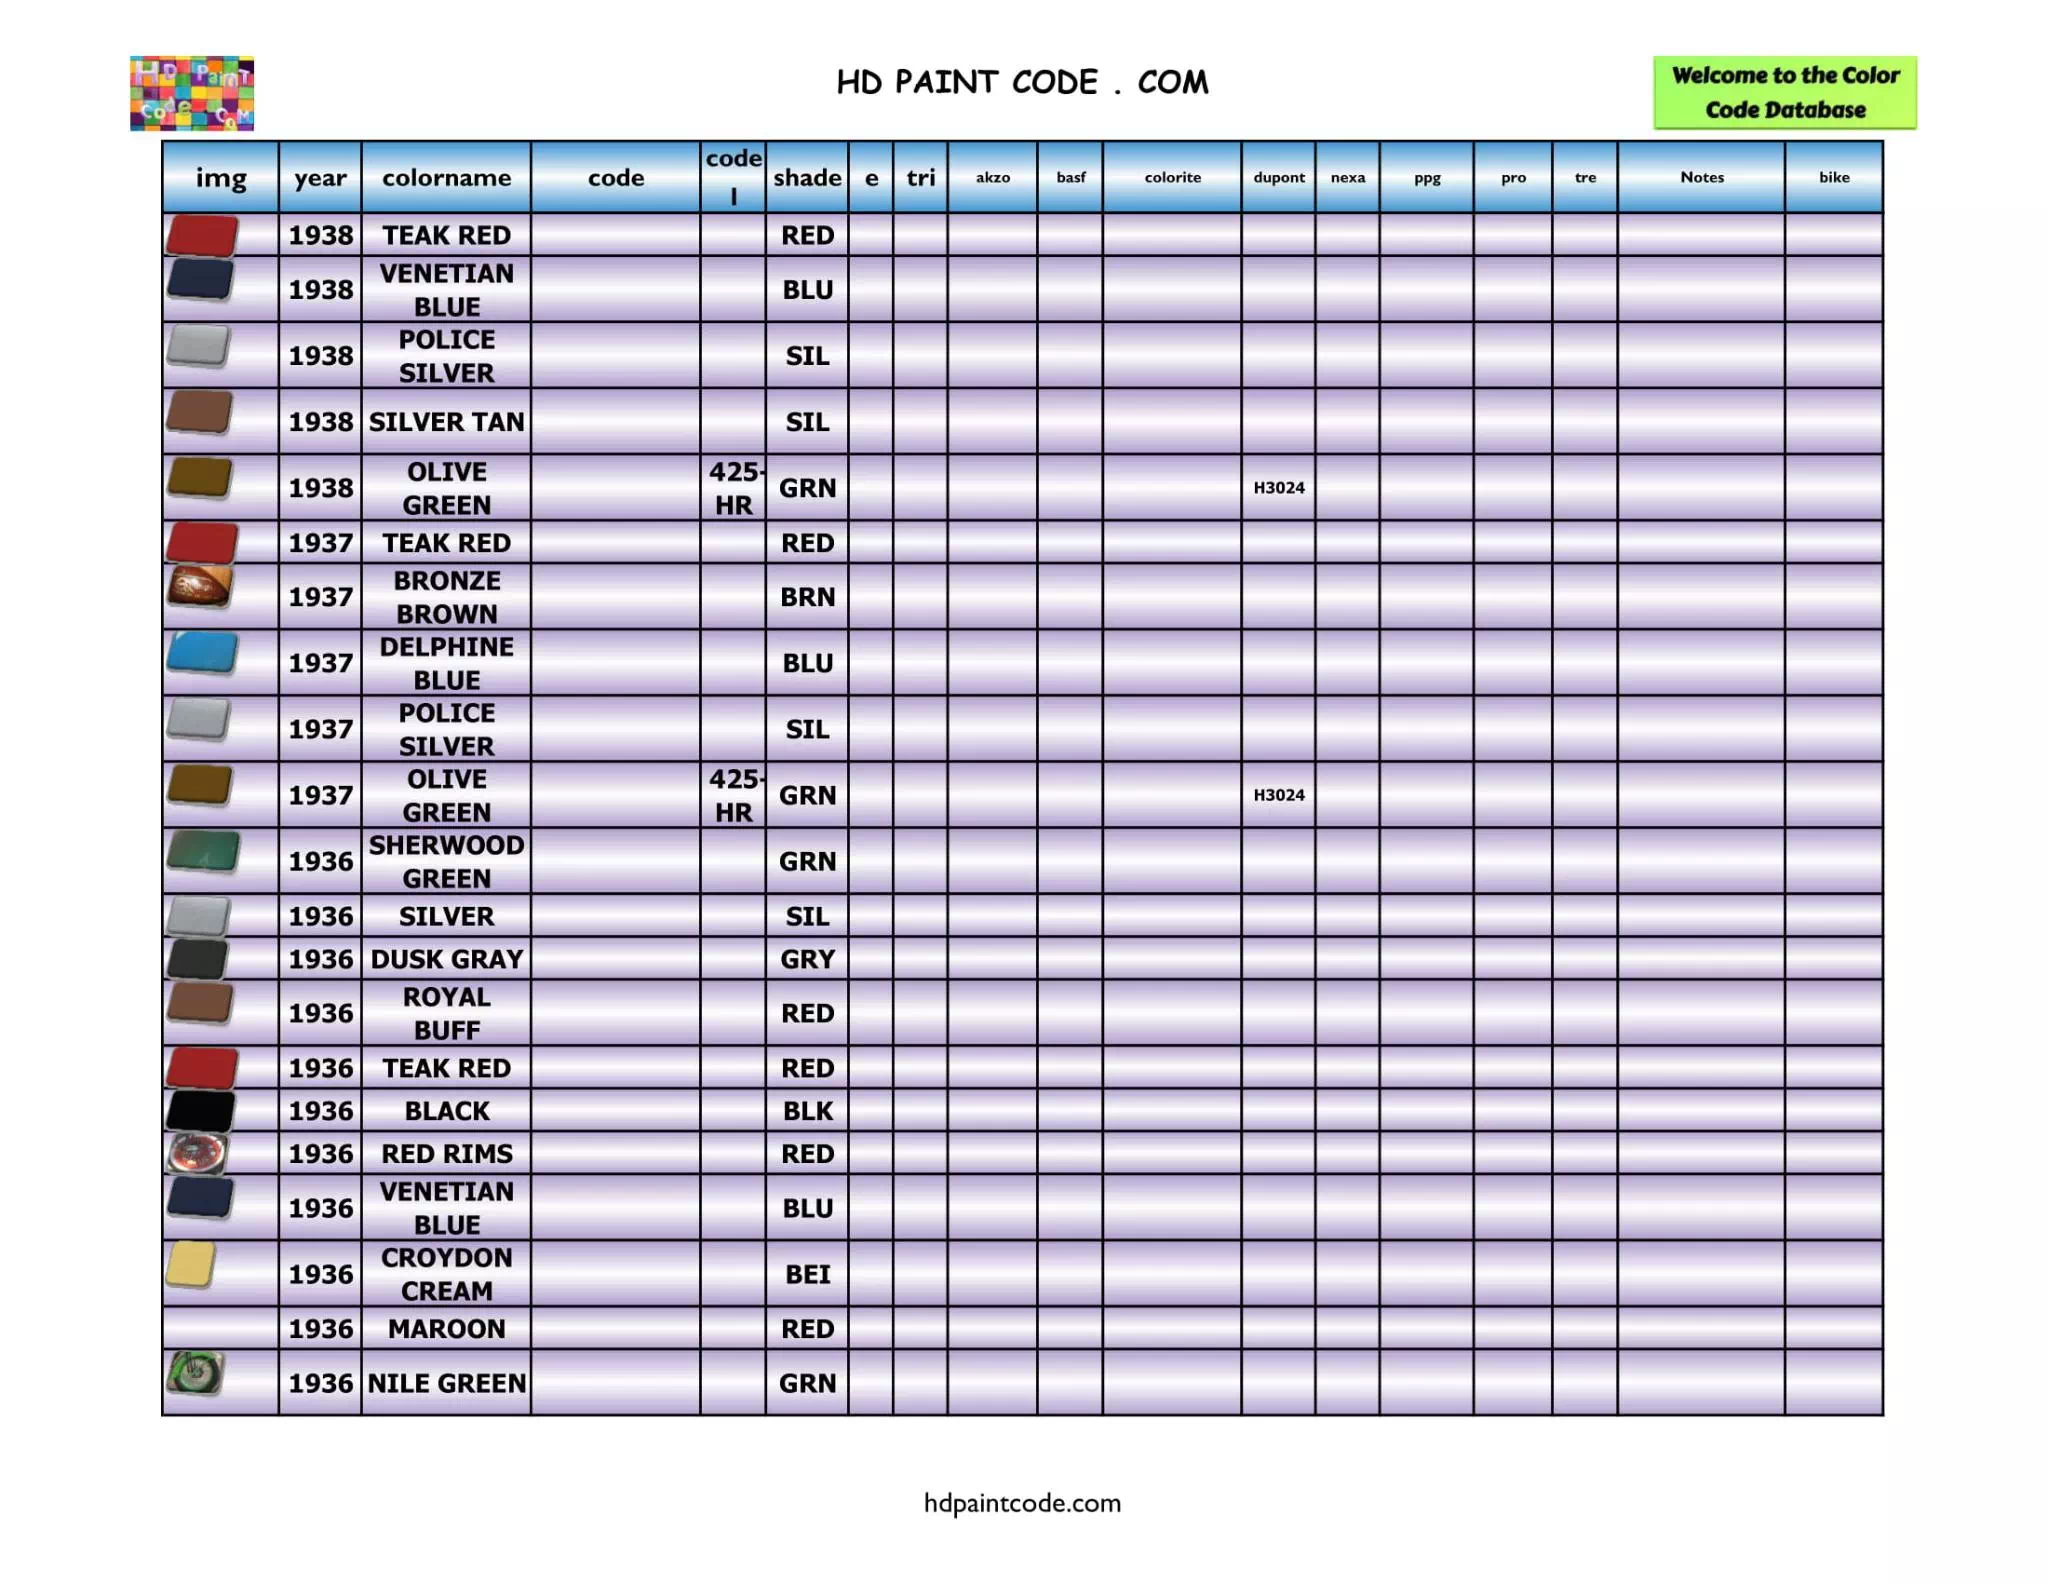 HD PainT
Code CoM
HD PAINT CODE . COM
Welcome to the Color
Code Database
img year colorname code code l shade e tri akzo basf colorite dupont nexa ppg pro tre Notes bike
1938 TEAK RED RED
1938 VENETIAN BLUE BLU
1938 POLICE SILVER SIL
1938 SILVER TAN SIL
1938 OLIVE GREEN 425-HR GRN H3024
1937 TEAK RED RED
1937 BRONZE BROWN BRN
1937 DELPHINE BLUE BLU
1937 POLICE SILVER SIL
1937 OLIVE GREEN 425-HR GRN H3024
1936 SHERWOOD GREEN GRN
1936 SILVER SIL
1936 DUSK GRAY GRY
1936 ROYAL BUFF RED
1936 TEAK RED RED
1936 BLACK BLK
1936 RED RIMS RED
1936 VENETIAN BLUE BLU
1936 CROYDON CREAM BEI
1936 MAROON RED
1936 NILE GREEN GRN
hdpaintcode.com